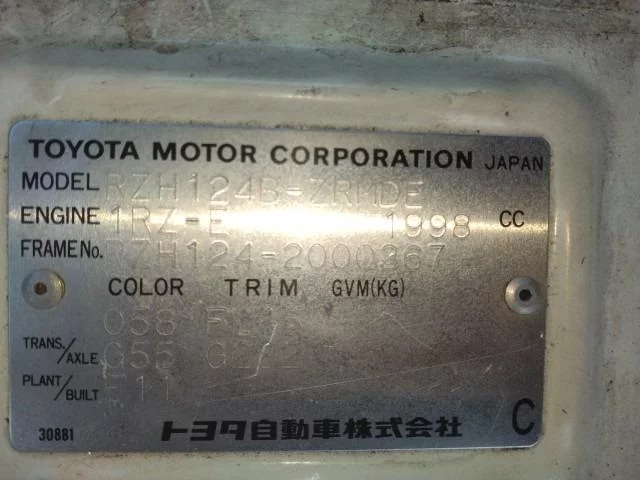 TOYOTA MOTOR CORPORATION JAPAN
MODEL RZH124B-ZRMDE
ENGINE 1RZ-E 1998 CC
FRAME No. RZH124-2000367
COLOR TRIM GVM(KG)
058
TRANS./AXLE G55
PLANT/BUILT 11
30881 トヨタ自動車株式会社 C